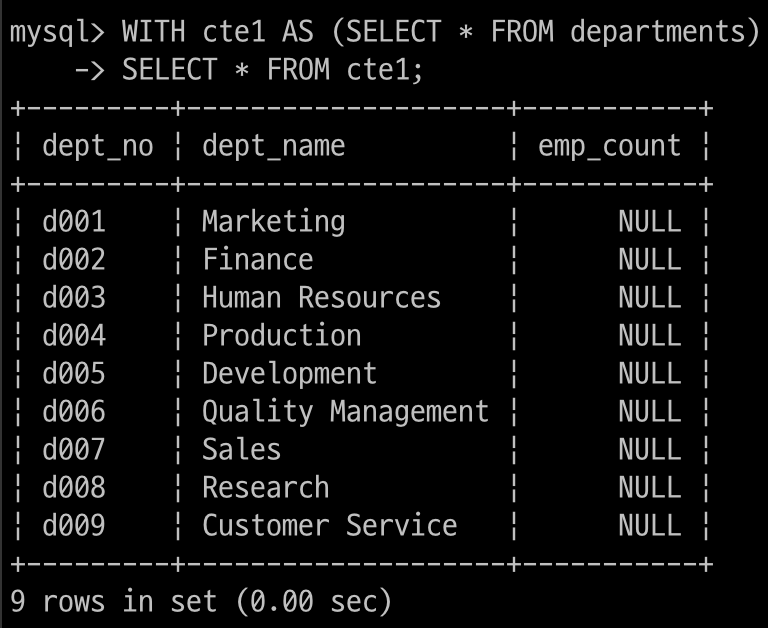 mysql> WITH cte1 AS (SELECT * FROM departments)
    -> SELECT * FROM cte1;
+---------+--------------------+-----------+
¦ dept_no ¦ dept_name          ¦ emp_count ¦
+---------+--------------------+-----------+
¦ d001    ¦ Marketing          ¦      NULL ¦
¦ d002    ¦ Finance            ¦      NULL ¦
¦ d003    ¦ Human Resources    ¦      NULL ¦
¦ d004    ¦ Production         ¦      NULL ¦
¦ d005    ¦ Development        ¦      NULL ¦
¦ d006    ¦ Quality Management ¦      NULL ¦
¦ d007    ¦ Sales              ¦      NULL ¦
¦ d008    ¦ Research           ¦      NULL ¦
¦ d009    ¦ Customer Service   ¦      NULL ¦
+---------+--------------------+-----------+
9 rows in set (0.00 sec)